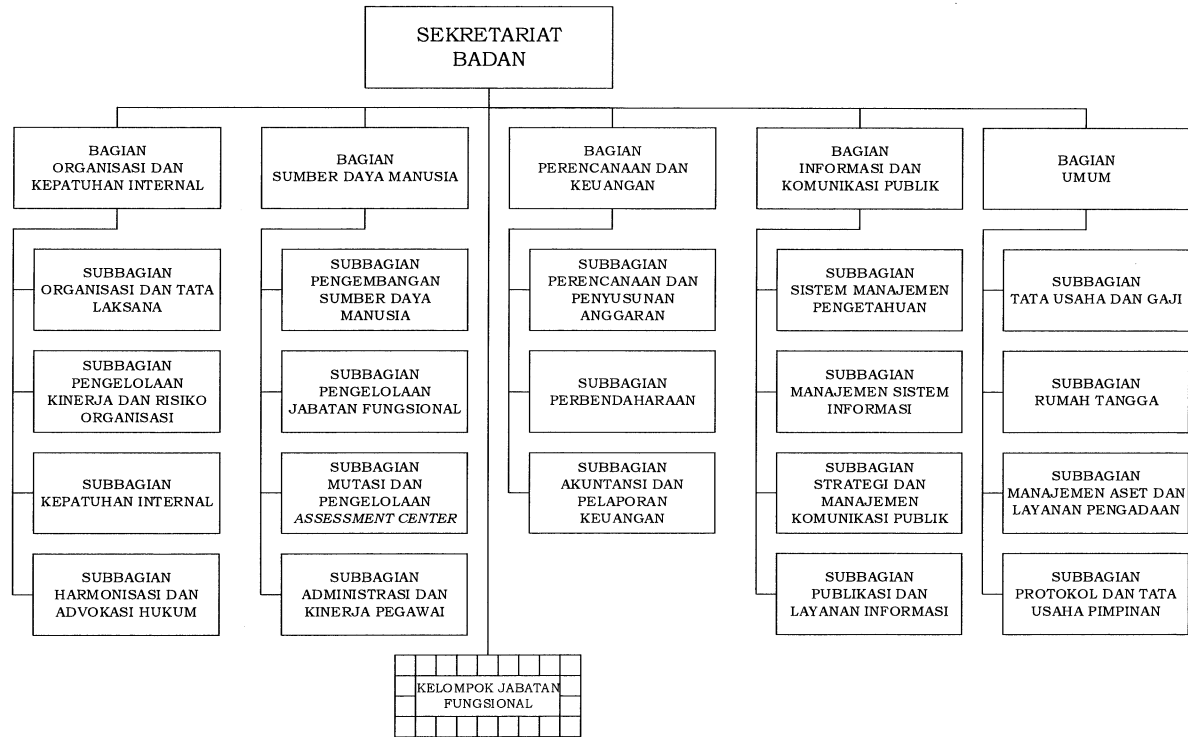 SEKRETARIAT
BADAN
BAGIAN
ORGANISASI DAN
KEPATUHAN INTERNAL
SUBBAGIAN
ORGANISASI DAN TATA
LAKSANA
SUBBAGIAN
PENGELOLAAN
KINERJA DAN RISIKO
ORGANISASI
SUBBAGIAN
KEPATUHAN INTERNAL
SUBBAGIAN
HARMONISASI DAN
ADVOKASI HUKUM
BAGIAN
SUMBER DAYA MANUSIA
SUBBAGIAN
PENGEMBANGAN
SUMBER DAYA
MANUSIA
SUBBAGIAN
PENGELOLAAN
JABATAN FUNGSIONAL
SUBBAGIAN
MUTASI DAN
PENGELOLAAN
ASSESSMENT CENTER
SUBBAGIAN
ADMINISTRASI DAN
KINERJA PEGAWAI
BAGIAN
PERENCANAAN DAN
KEUANGAN
SUBBAGIAN
PERENCANAAN DAN
PENYUSUNAN
ANGGARAN
SUBBAGIAN
PERBENDAHARAAN
SUBBAGIAN
AKUNTANSI DAN
PELAPORAN
KEUANGAN
BAGIAN
INFORMASI DAN
KOMUNIKASI PUBLIK
SUBBAGIAN
SISTEM MANAJEMEN
PENGETAHUAN
SUBBAGIAN
MANAJEMEN SISTEM
INFORMASI
SUBBAGIAN
STRATEGI DAN
MANAJEMEN
KOMUNIKASI PUBLIK
SUBBAGIAN
PUBLIKASI DAN
LAYANAN INFORMASI
BAGIAN
UMUM
SUBBAGIAN
TATA USAHA DAN GAJI
SUBBAGIAN
RUMAH TANGGA
SUBBAGIAN
MANAJEMEN ASET DAN
LAYANAN PENGADAAN
SUBBAGIAN
PROTOKOL DAN TATA
USAHA PIMPINAN
KELOMPOK JABATAN
FUNGSIONAL